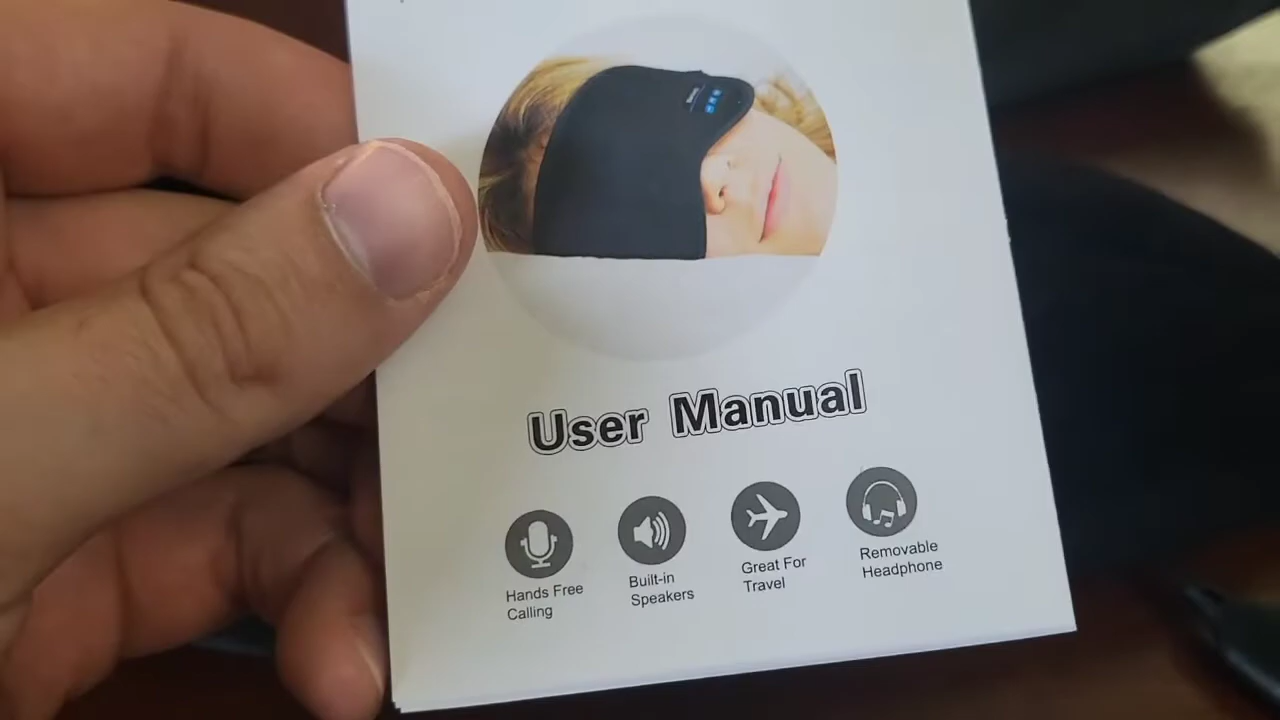 User Manual
Hands Free
Calling
Built-in
Speakers
Great For
Travel
Removable
Headphone